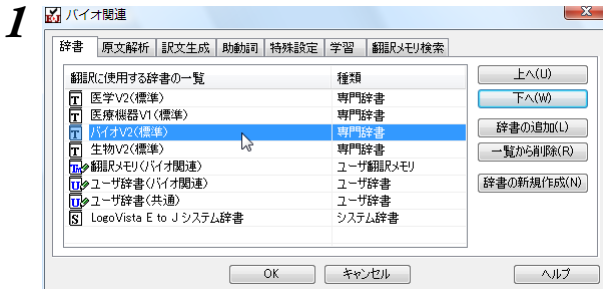 1
バイオ関連
辞書 原文解析 訳文生成 助動詞 特殊設定 学習 翻訳メモリ検索
翻訳に使用する辞書の一覧 種類
T 医学V2(標準) 専門辞書
T 医療機器V1(標準) 専門辞書
T バイオV2(標準) 専門辞書
T 生物V2(標準) 専門辞書
TM 翻訳メモリ(バイオ関連) ユーザ翻訳メモリ
U ユーザ辞書(バイオ関連) ユーザ辞書
U ユーザ辞書(共通) ユーザ辞書
S LogoVista E to J システム辞書 システム辞書
上へ(U)
下へ(W)
辞書の追加(L)
一覧から削除(R)
辞書の新規作成(N)
OK キャンセル ヘルプ